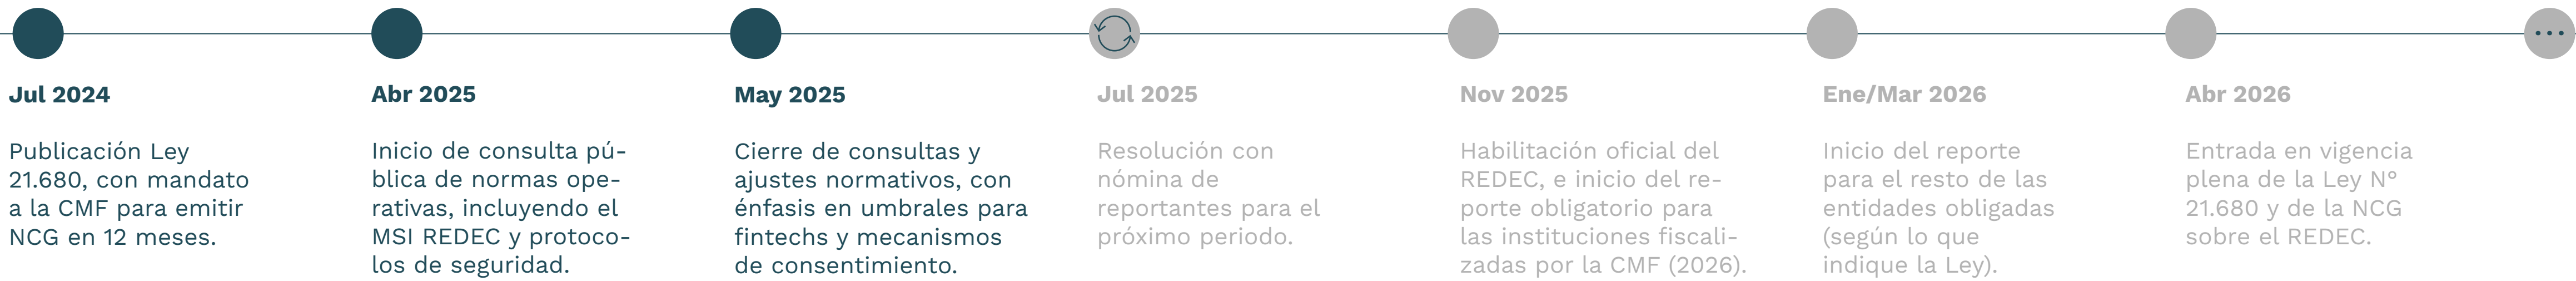 Jul 2024
Publicación Ley
21.680, con mandato
a la CMF para emitir
NCG en 12 meses.
Abr 2025
Inicio de consulta pú-
blica de normas ope-
rativas, incluyendo el
MSI REDEC y protoco-
los de seguridad.
May 2025
Cierre de consultas y
ajustes normativos, con
énfasis en umbrales para
fintechs y mecanismos
de consentimiento.
Jul 2025
Resolución con
nómina de
reportantes para el
próximo periodo.
Nov 2025
Habilitación oficial del
REDEC, e inicio del re-
porte obligatorio para
las instituciones fiscali-
zadas por la CMF (2026).
Ene/Mar 2026
Inicio del reporte
para el resto de las
entidades obligadas
(según lo que
indique la Ley).
Abr 2026
Entrada en vigencia
plena de la Ley N°
21.680 y de la NCG
sobre el REDEC.